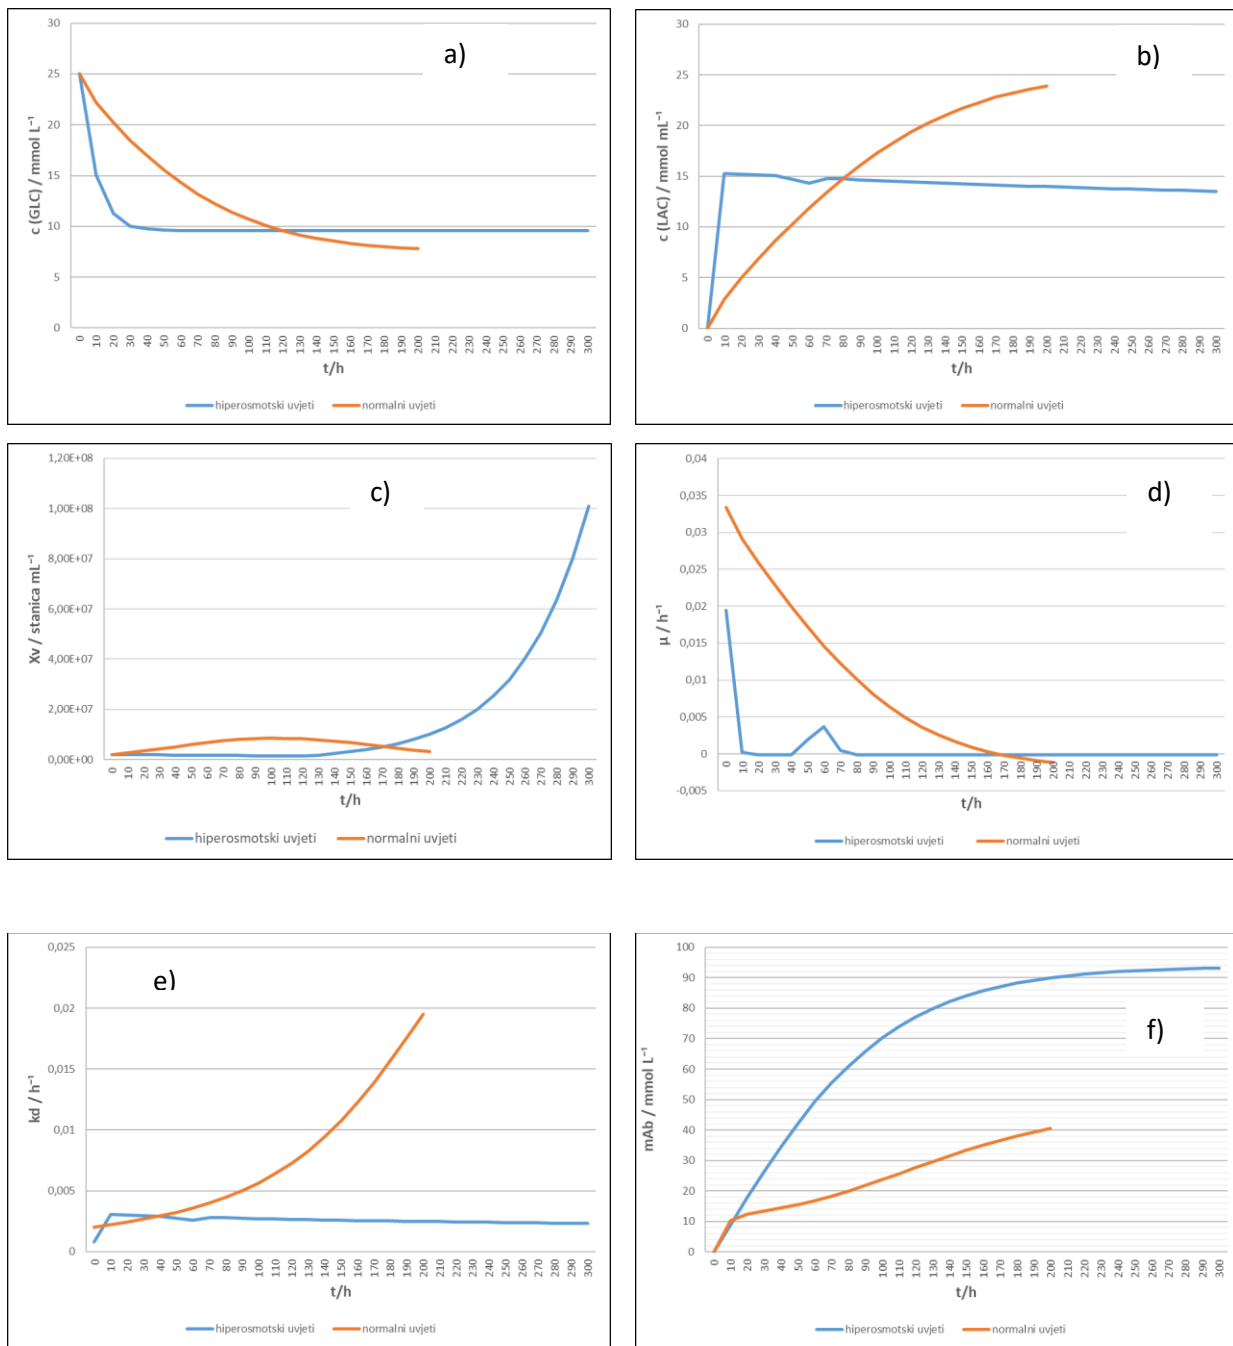 a)
c (GLC) / mmol L⁻¹
30
25
20
15
10
5
0
0 10 20 30 40 50 60 70 80 90 100 110 120 130 140 150 160 170 180 190 200 210 220 230 240 250 260 270 280 290 300
t/h
hiperosmotski uvjeti normalni uvjeti
b)
c (LAC) / mmol mL⁻¹
30
25
20
15
10
5
0
0 10 20 30 40 50 60 70 80 90 100 110 120 130 140 150 160 170 180 190 200 210 220 230 240 250 260 270 280 290 300
t/h
hiperosmotski uvjeti normalni uvjeti
c)
Xv / stanica mL⁻¹
1,20E+08
1,00E+08
8,00E+07
6,00E+07
4,00E+07
2,00E+07
0,00E+00
0 10 20 30 40 50 60 70 80 90 100 110 120 130 140 150 160 170 180 190 200 210 220 230 240 250 260 270 280 290 300
t/h
hiperosmotski uvjeti normalni uvjeti
d)
μ / h⁻¹
0,04
0,035
0,03
0,025
0,02
0,015
0,01
0,005
0
-0,005
0 10 20 30 40 50 60 70 80 90 100 110 120 130 140 150 160 170 180 190 200 210 220 230 240 250 260 270 280 290 300
t/h
hiperosmotski uvjeti normalni uvjeti
e)
kd / h⁻¹
0,025
0,02
0,015
0,01
0,005
0
0 10 20 30 40 50 60 70 80 90 100 110 120 130 140 150 160 170 180 190 200 210 220 230 240 250 260 270 280 290 300
t/h
hiperosmotski uvjeti normalni uvjeti
f)
mAb / mmol L⁻¹
100
90
80
70
60
50
40
30
20
10
0
0 10 20 30 40 50 60 70 80 90 100 110 120 130 140 150 160 170 180 190 200 210 220 230 240 250 260 270 280 290 300
t/h
hiperosmotski uvjeti normalni uvjeti